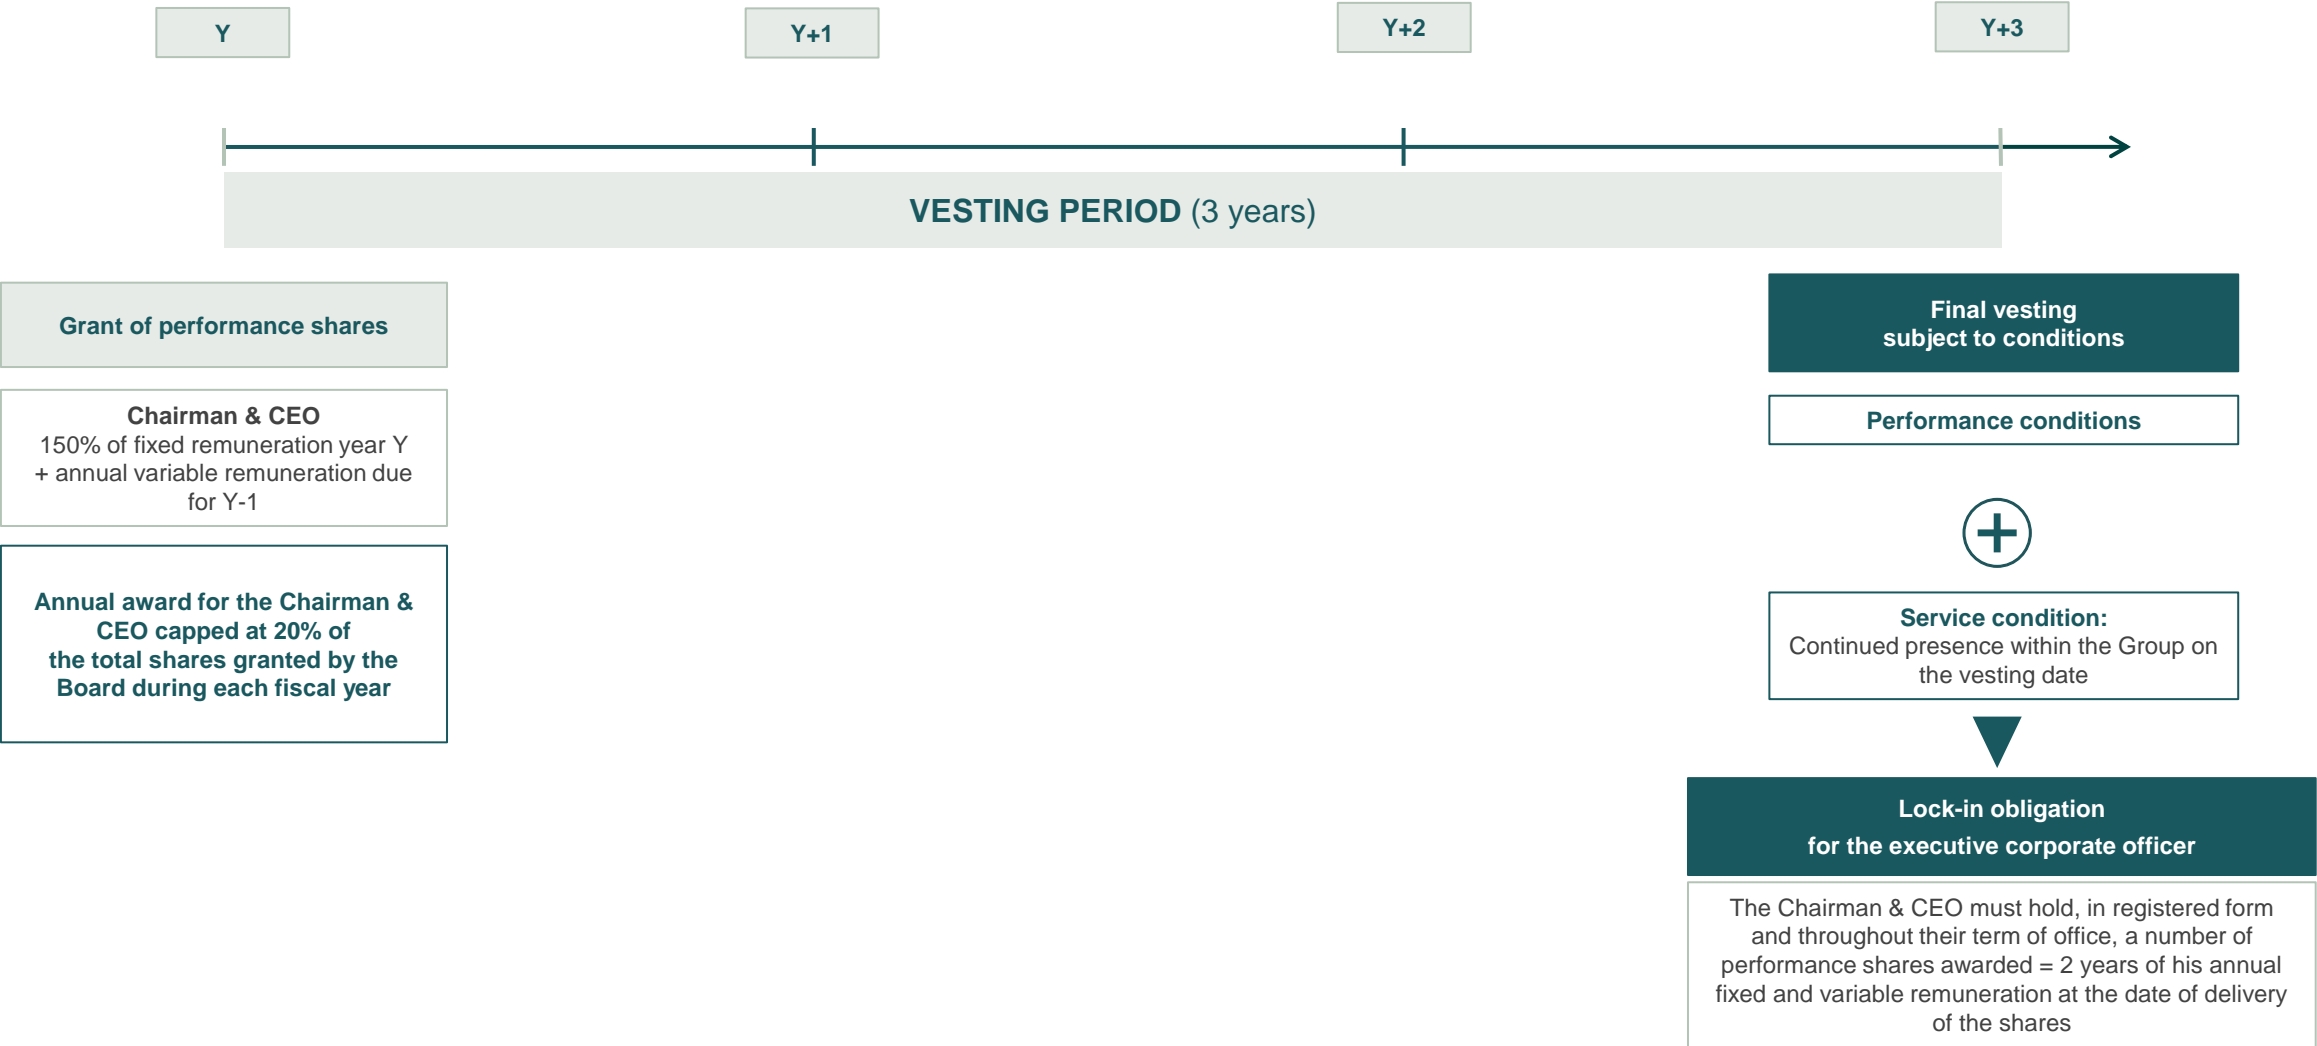 Y
Y+1
Y+2
Y+3
VESTING PERIOD (3 years)
Grant of performance shares
Chairman & CEO
150% of fixed remuneration year Y
+ annual variable remuneration due
for Y-1
Annual award for the Chairman &
CEO capped at 20% of
the total shares granted by the
Board during each fiscal year
Final vesting
subject to conditions
Performance conditions
+
Service condition:
Continued presence within the Group on
the vesting date
Lock-in obligation
for the executive corporate officer
The Chairman & CEO must hold, in registered form
and throughout their term of office, a number of
performance shares awarded = 2 years of his annual
fixed and variable remuneration at the date of delivery
of the shares